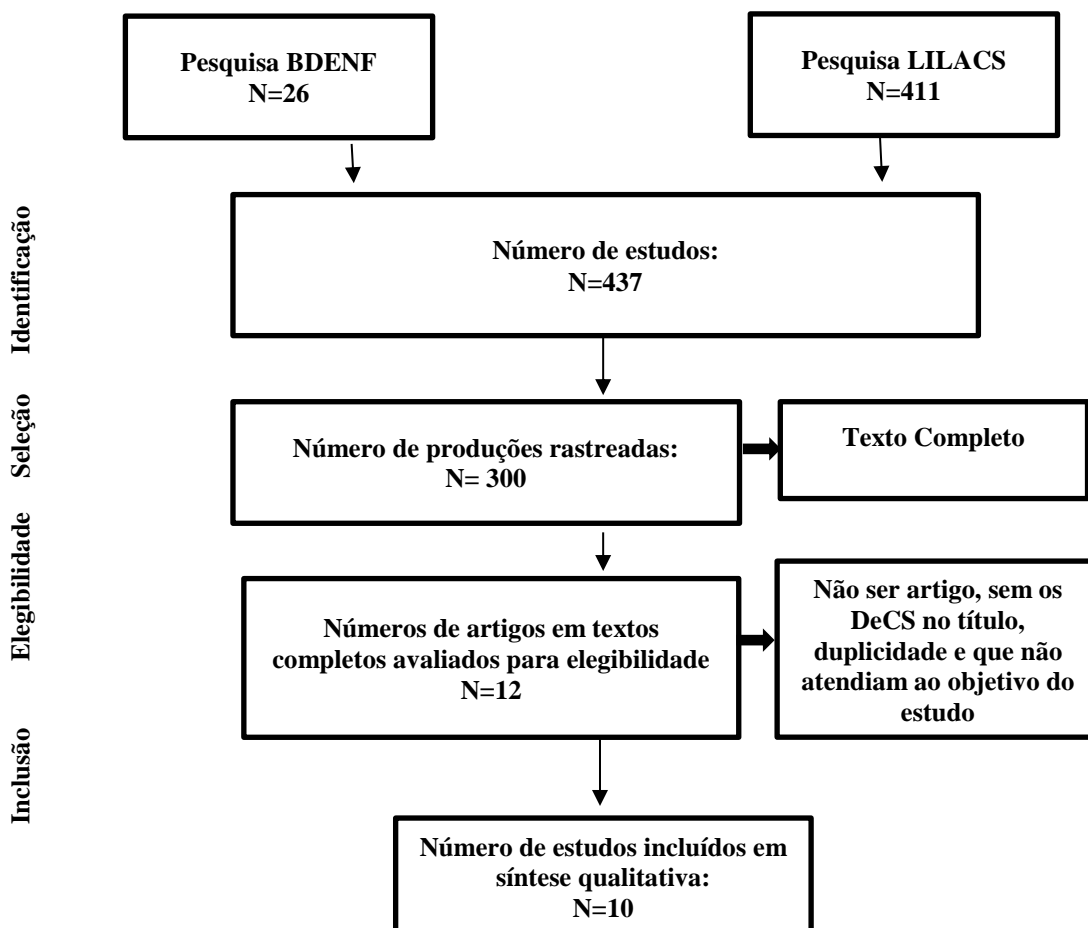 Pesquisa BDENF
N=26
Pesquisa LILACS
N=411
Identificação
Número de estudos:
N=437
Seleção
Número de produções rastreadas:
N= 300
Texto Completo
Elegibilidade
Números de artigos em textos
completos avaliados para elegibilidade
N=12
Não ser artigo, sem os
DeCS no título,
duplicidade e que não
atendiam ao objetivo do
estudo
Inclusão
Número de estudos incluídos em
síntese qualitativa:
N=10